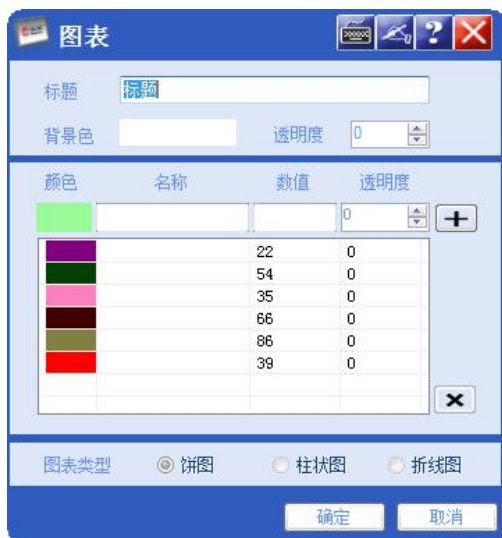 图表
标题 标题
背景色 透明度 0
颜色 名称 数值 透明度
0
22 0
54 0
35 0
66 0
86 0
39 0
图表类型 饼图 柱状图 折线图
确定 取消